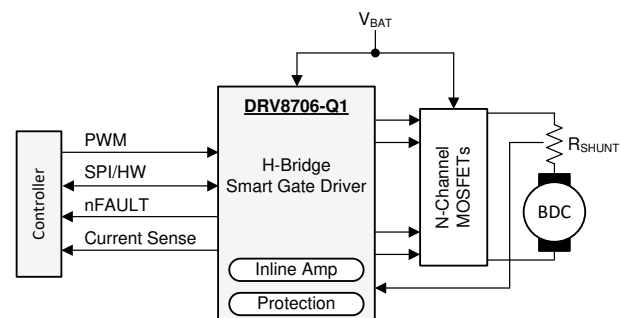 VBAT
DRV8706-Q1
H-Bridge
Smart Gate Driver
Inline Amp
Protection
Controller
PWM
SPI/HW
nFAULT
Current Sense
N-Channel
MOSFETs
RSHUNT
BDC